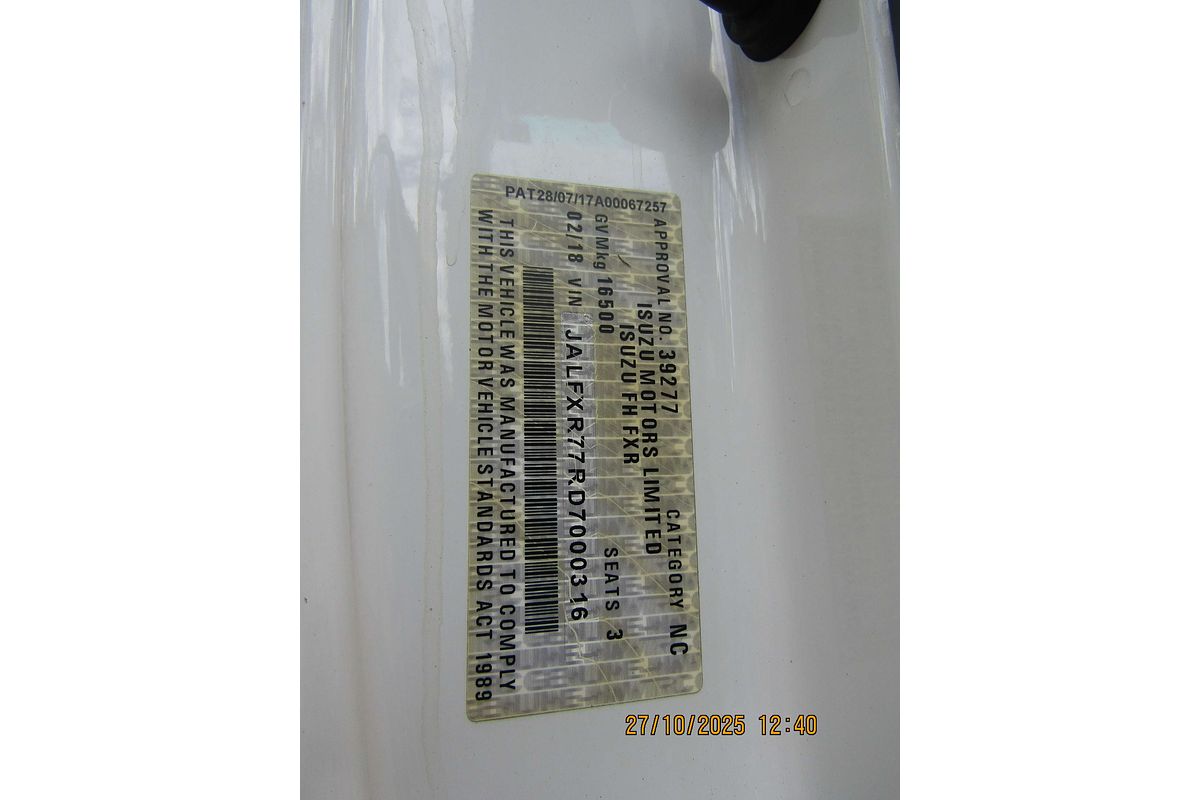 PAT28/07/17A00067257
APPROVAL NO. 39277 CATEGORY NC
ISUZU MOTORS LIMITED
ISUZU FH FXR
GVMkg 16500 SEATS 3
02/18 VIN JALFXR77RD7000316
THIS VEHICLE WAS MANUFACTURED TO COMPLY
WITH THE MOTOR VEHICLE STANDARDS ACT 1989
27/10/2025 12:40